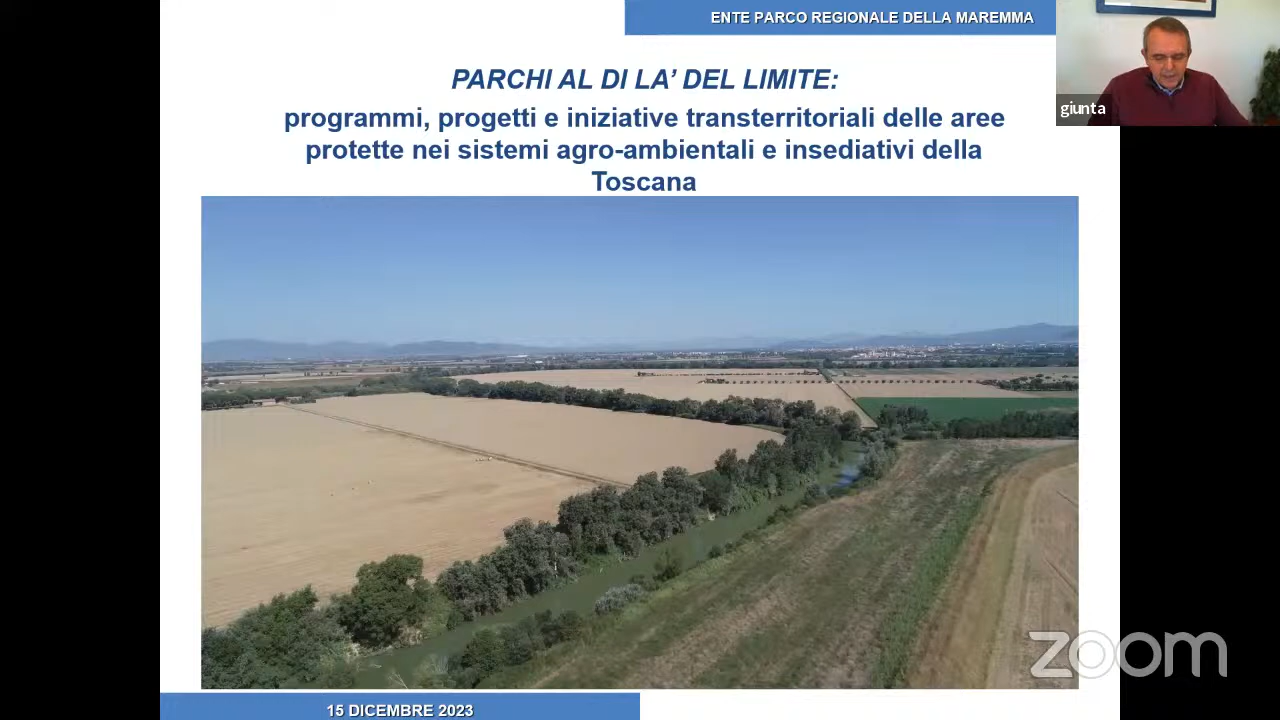 ENTE PARCO REGIONALE DELLA MAREMMA
giunta
PARCHI AL DI LA’ DEL LIMITE:
programmi, progetti e iniziative transterritoriali delle aree
protette nei sistemi agro-ambientali e insediativi della
Toscana
zoom
15 DICEMBRE 2023